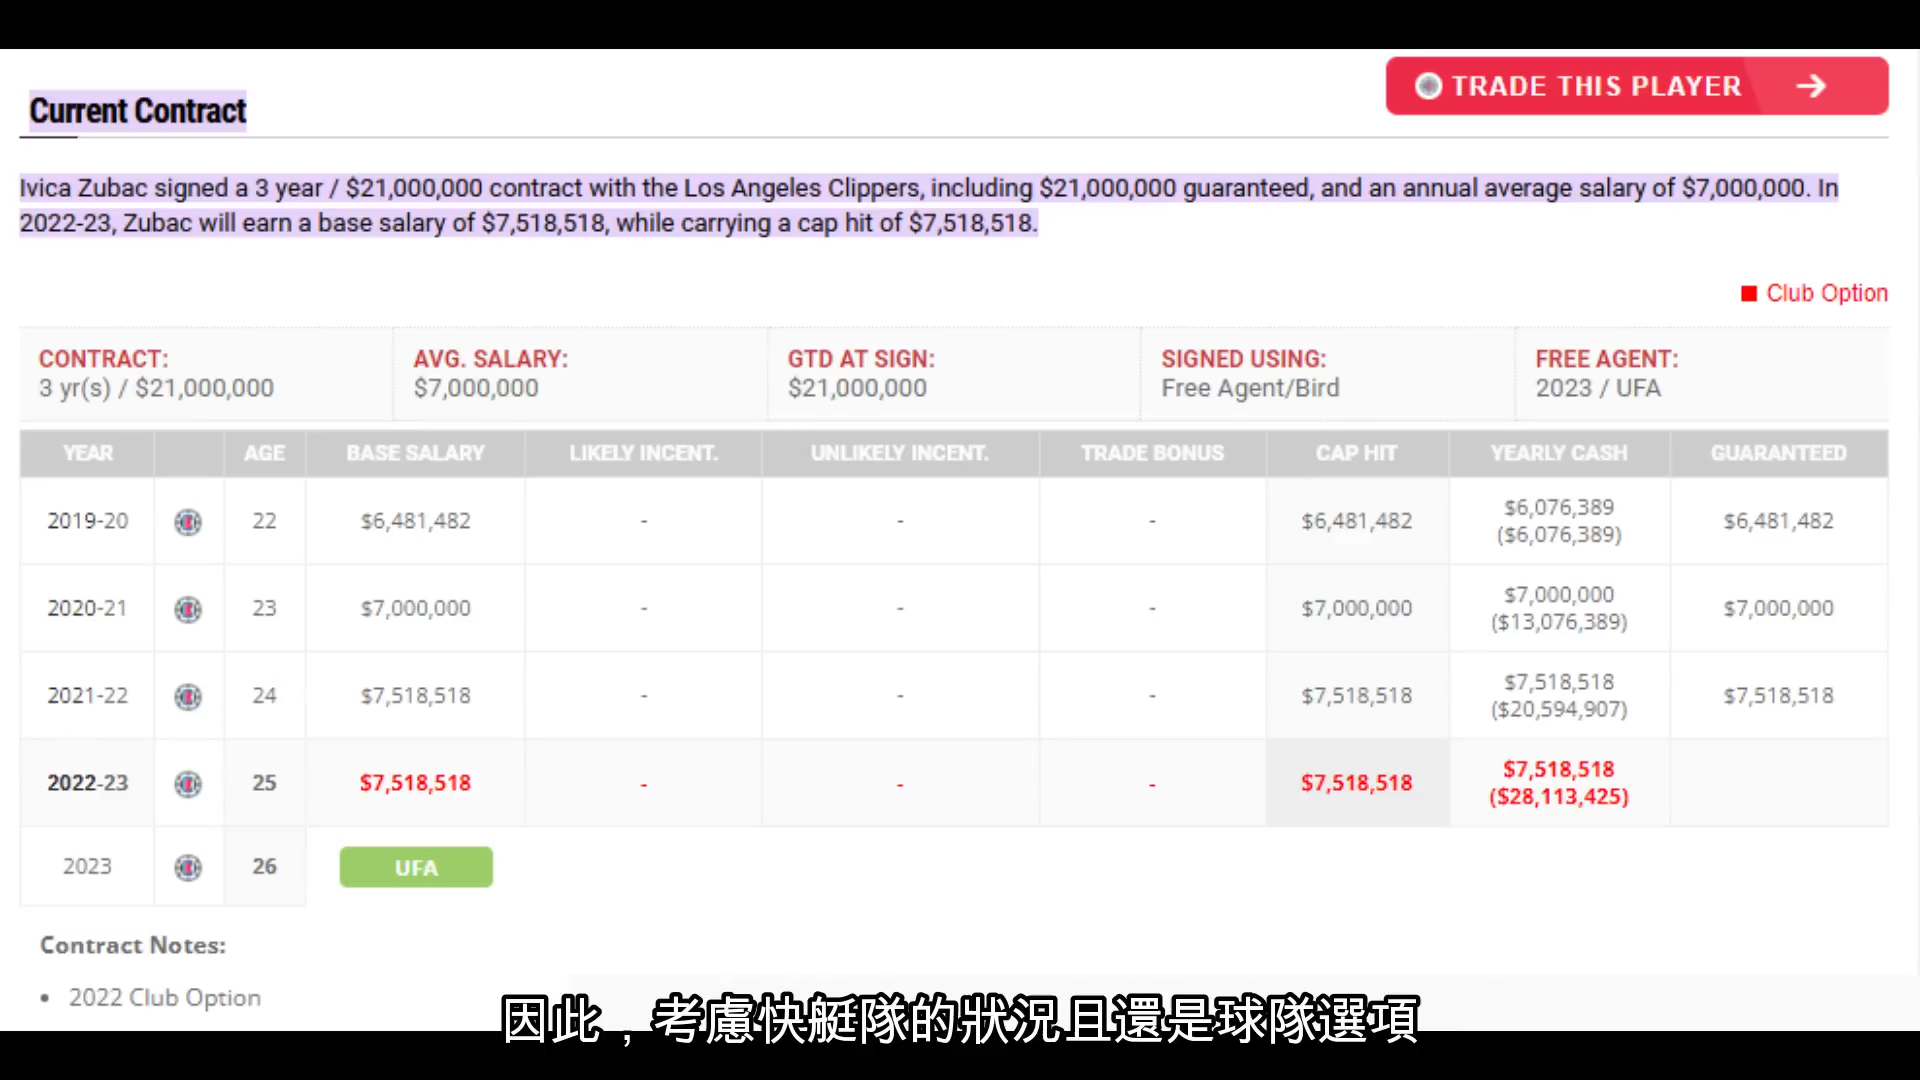 TRADE THIS PLAYER
Current Contract
Ivica Zubac signed a 3 year / $21,000,000 contract with the Los Angeles Clippers, including $21,000,000 guaranteed, and an annual average salary of $7,000,000. In
2022-23, Zubac will earn a base salary of $7,518,518, while carrying a cap hit of $7,518,518.
Club Option
CONTRACT: AVG. SALARY: GTD AT SIGN: SIGNED USING: FREE AGENT:
3 yr(s) / $21,000,000 $7,000,000 $21,000,000 Free Agent/Bird 2023 / UFA
YEAR AGE BASE SALARY LIKELY INCENT. UNLIKELY INCENT. TRADE BONUS CAP HIT YEARLY CASH GUARANTEED
2019-20 22 $6,481,482 - - - $6,481,482 $6,076,389 ($6,076,389) $6,481,482
2020-21 23 $7,000,000 - - - $7,000,000 $7,000,000 ($13,076,389) $7,000,000
2021-22 24 $7,518,518 - - - $7,518,518 $7,518,518 ($20,594,907) $7,518,518
2022-23 25 $7,518,518 - - - $7,518,518 $7,518,518 ($28,113,425)
2023 26 UFA
Contract Notes:
• 2022 Club Option
因此，考慮快艇隊的狀況且還是球隊選項